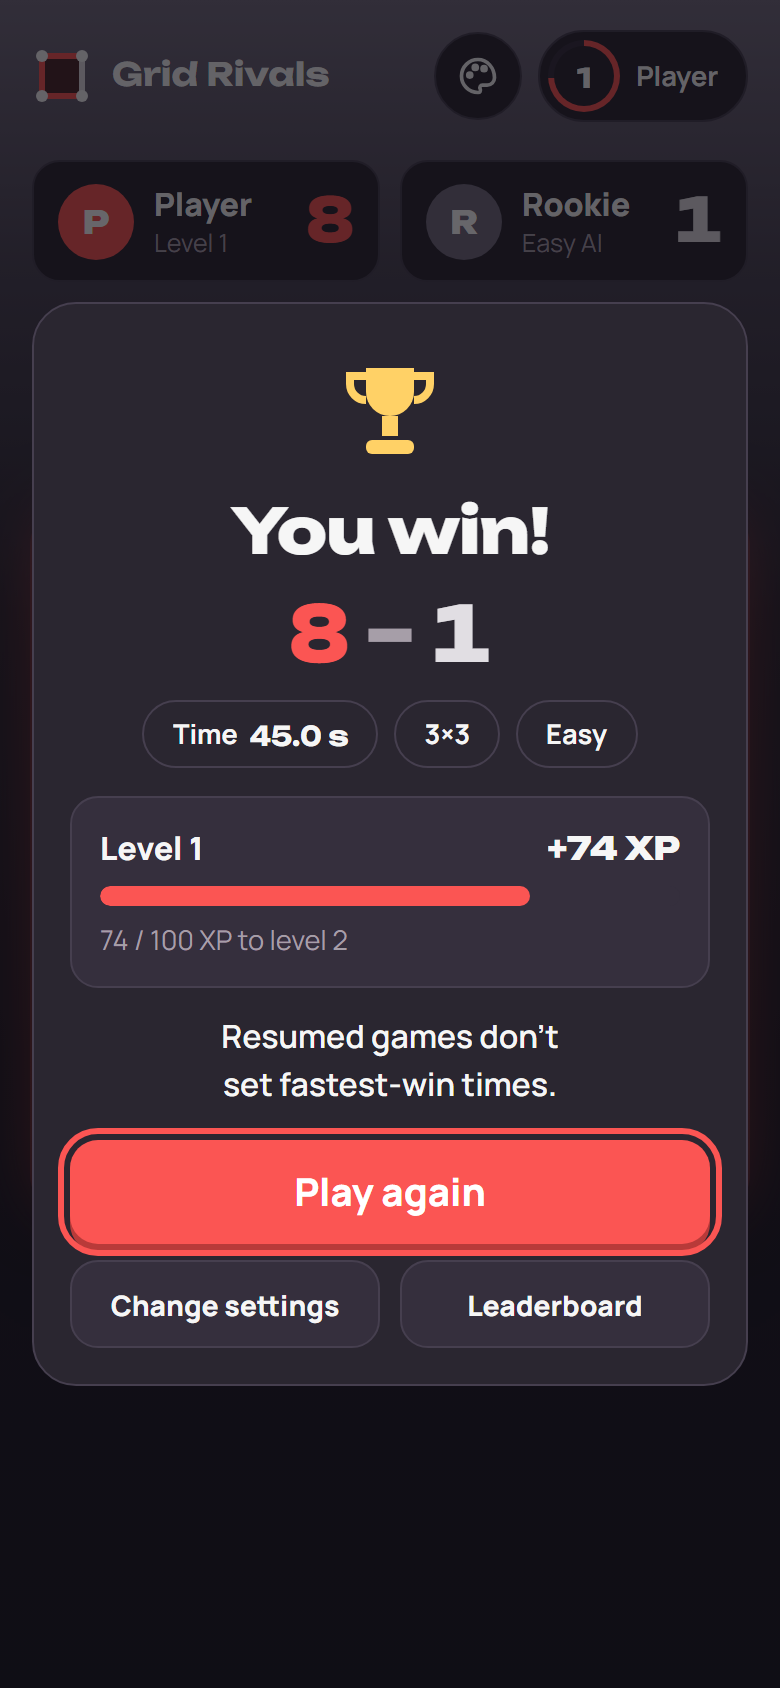 Grid Rivals
1 Player
P Player 8
Level 1
R Rookie 1
Easy AI
You win!
8 – 1
Time 45.0 s
3×3
Easy
Level 1 +74 XP
74 / 100 XP to level 2
Resumed games don’t
set fastest-win times.
Play again
Change settings
Leaderboard